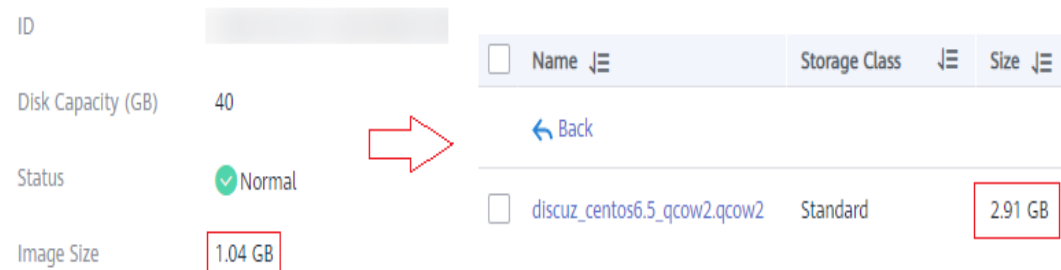 ID
Disk Capacity (GB) 40
Status Normal
Image Size 1.04 GB
Name Storage Class Size
Back
discuz_centos6.5_qcow2.qcow2 Standard 2.91 GB